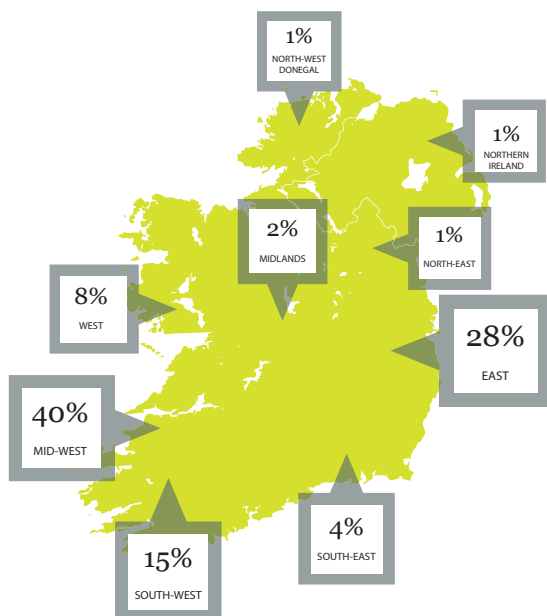 1%
NORTH-WEST
DONEGAL
1%
NORTHERN
IRELAND
2%
MIDLANDS
1%
NORTH-EAST
8%
WEST
28%
EAST
40%
MID-WEST
4%
SOUTH-EAST
15%
SOUTH-WEST